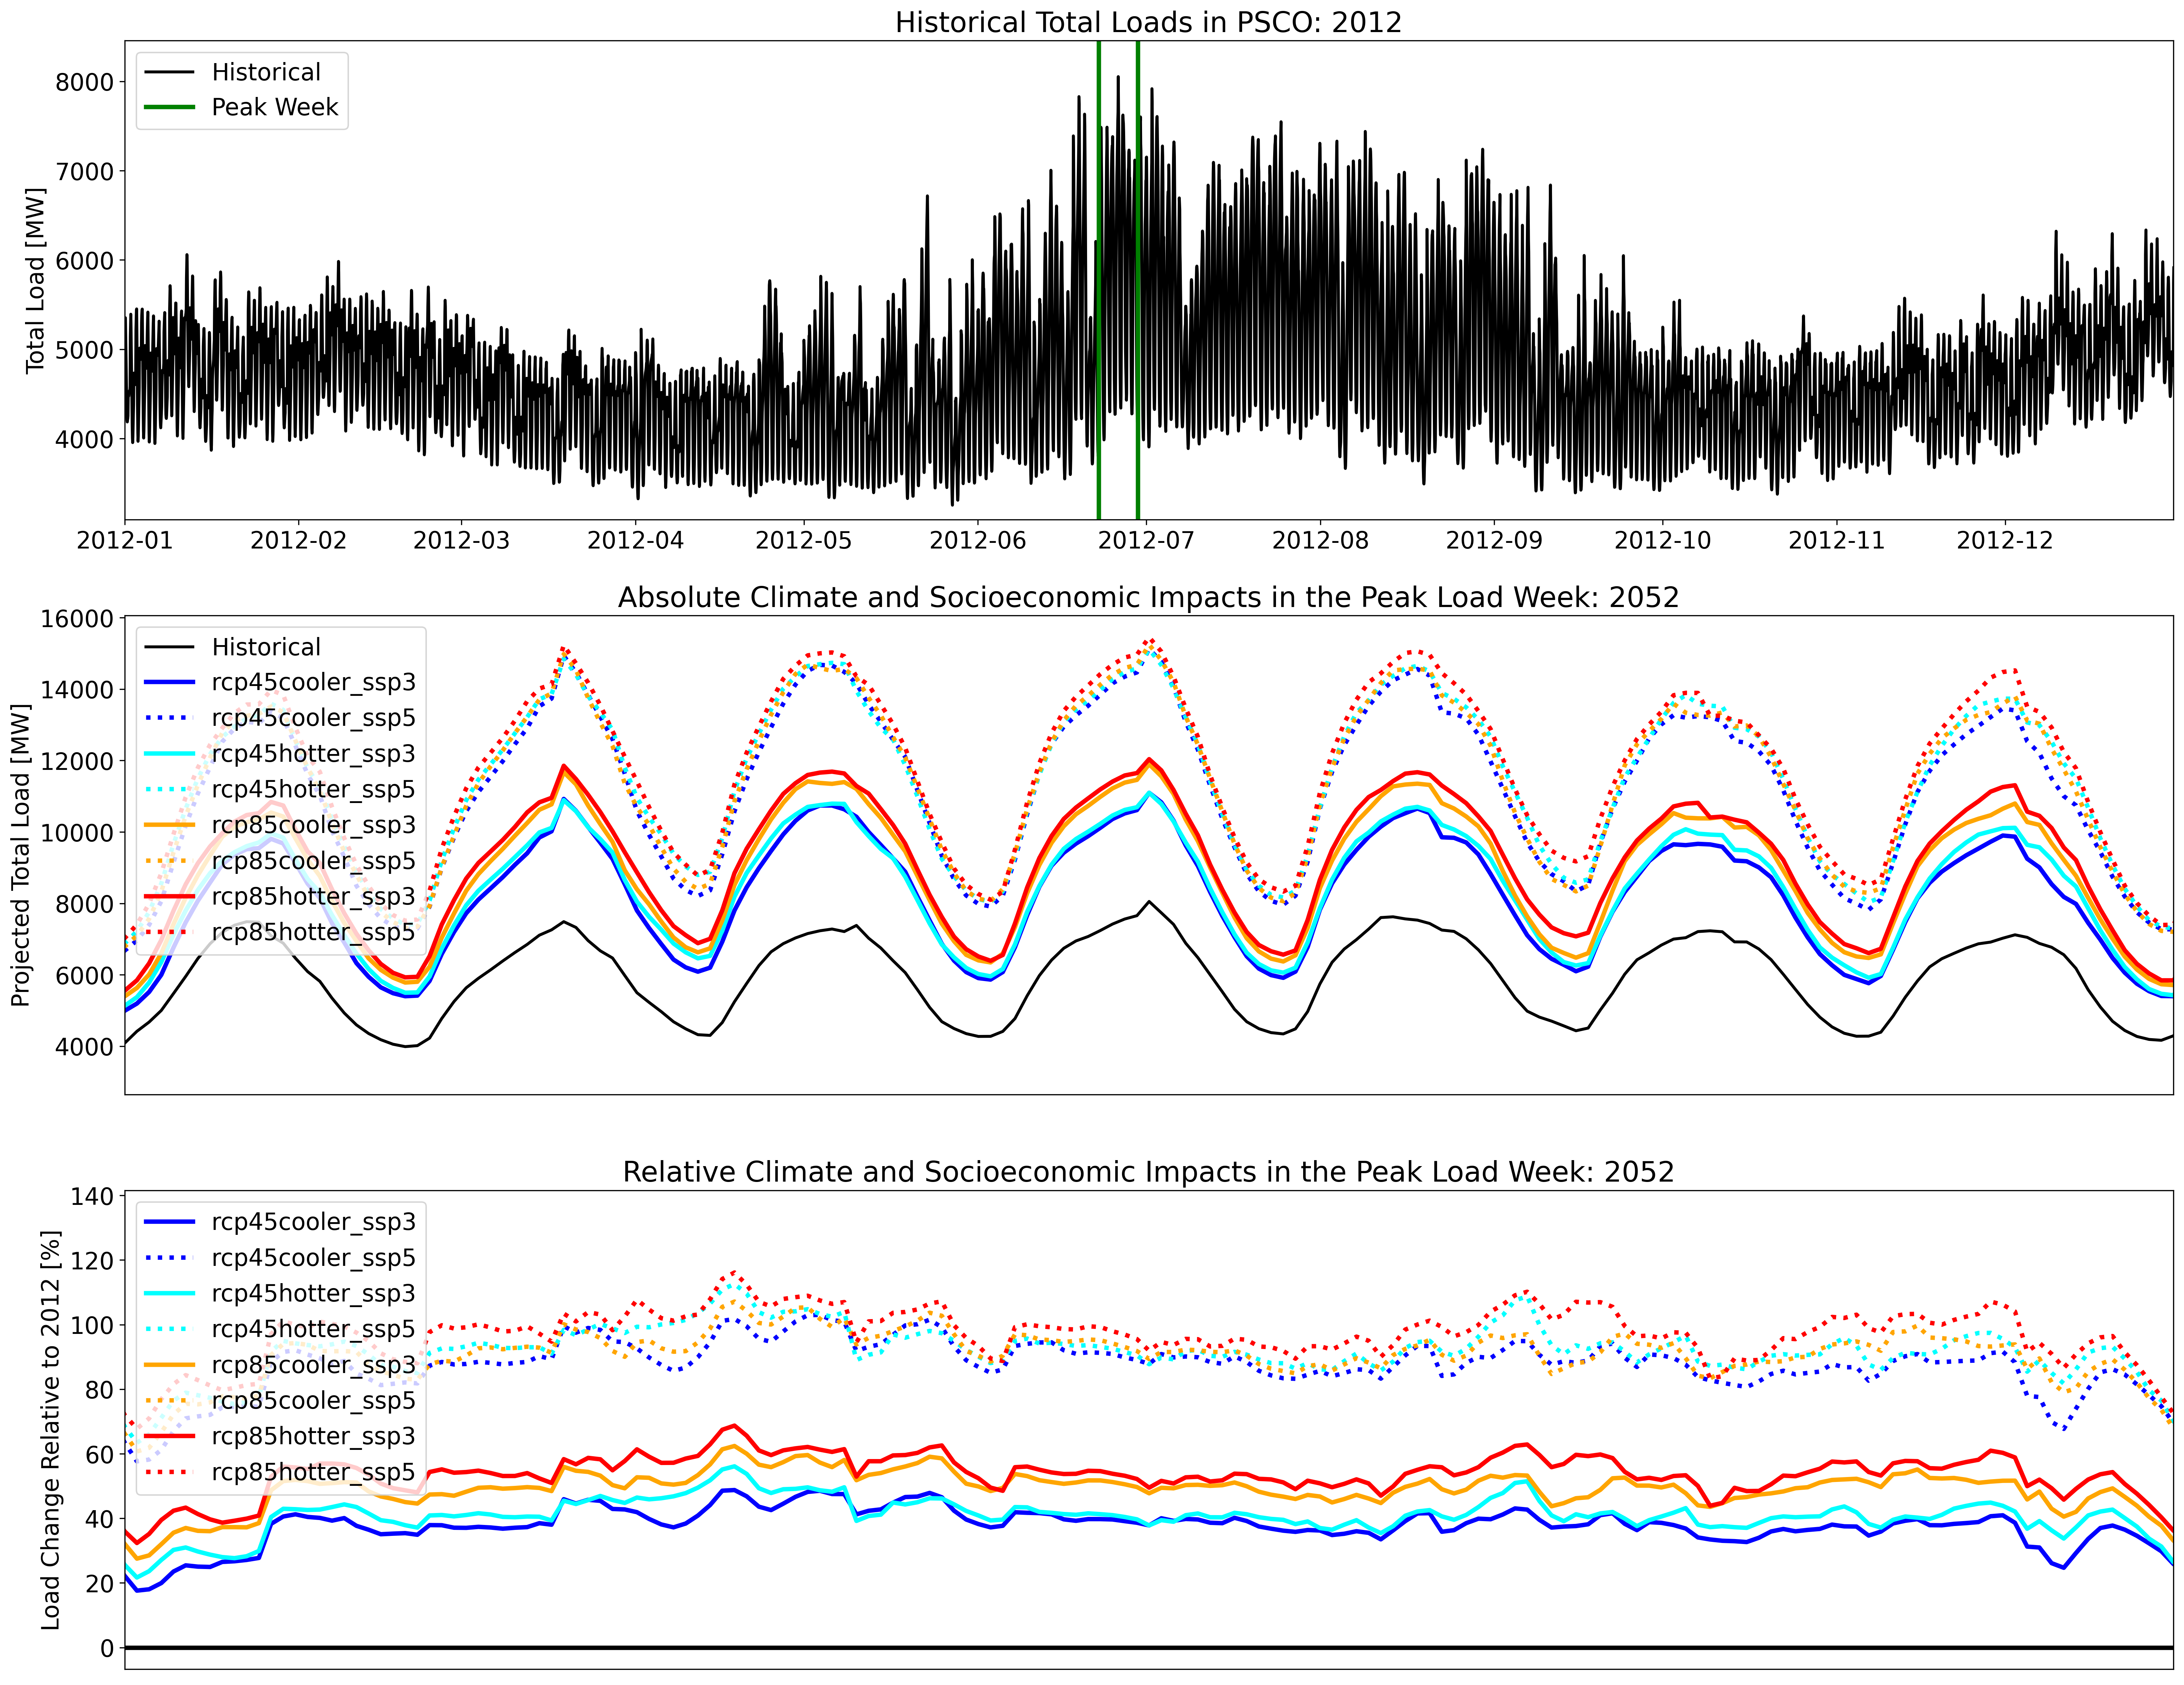 Historical Total Loads in PSCO: 2012
Total Load [MW]
8000
7000
6000
5000
4000
Historical
Peak Week
2012-01 2012-02 2012-03 2012-04 2012-05 2012-06 2012-07 2012-08 2012-09 2012-10 2012-11 2012-12
Absolute Climate and Socioeconomic Impacts in the Peak Load Week: 2052
Projected Total Load [MW]
16000
14000
12000
10000
8000
6000
4000
Historical
rcp45cooler_ssp3
rcp45cooler_ssp5
rcp45hotter_ssp3
rcp45hotter_ssp5
rcp85cooler_ssp3
rcp85cooler_ssp5
rcp85hotter_ssp3
rcp85hotter_ssp5
Relative Climate and Socioeconomic Impacts in the Peak Load Week: 2052
Load Change Relative to 2012 [%]
140
120
100
80
60
40
20
0
rcp45cooler_ssp3
rcp45cooler_ssp5
rcp45hotter_ssp3
rcp45hotter_ssp5
rcp85cooler_ssp3
rcp85cooler_ssp5
rcp85hotter_ssp3
rcp85hotter_ssp5